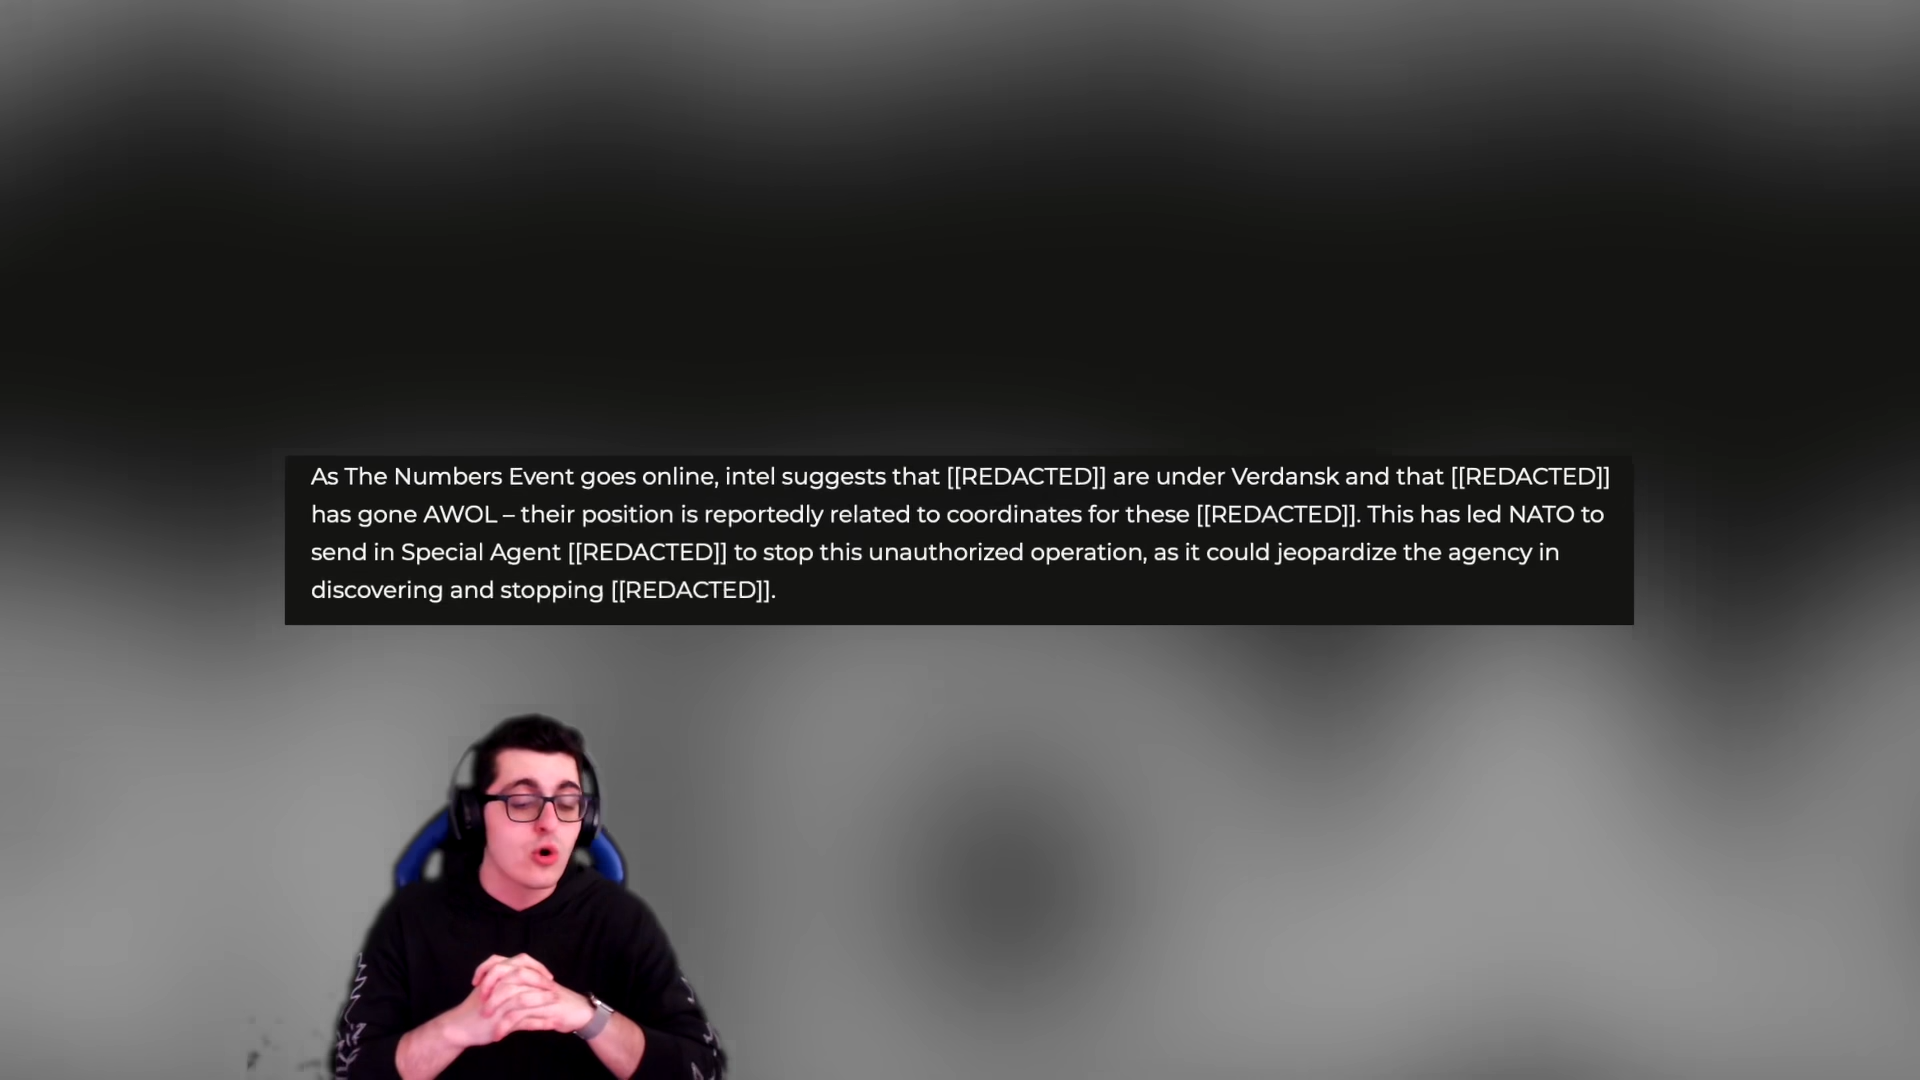 As The Numbers Event goes online, intel suggests that [[REDACTED]] are under Verdansk and that [[REDACTED]]
has gone AWOL – their position is reportedly related to coordinates for these [[REDACTED]]. This has led NATO to
send in Special Agent [[REDACTED]] to stop this unauthorized operation, as it could jeopardize the agency in
discovering and stopping [[REDACTED]].